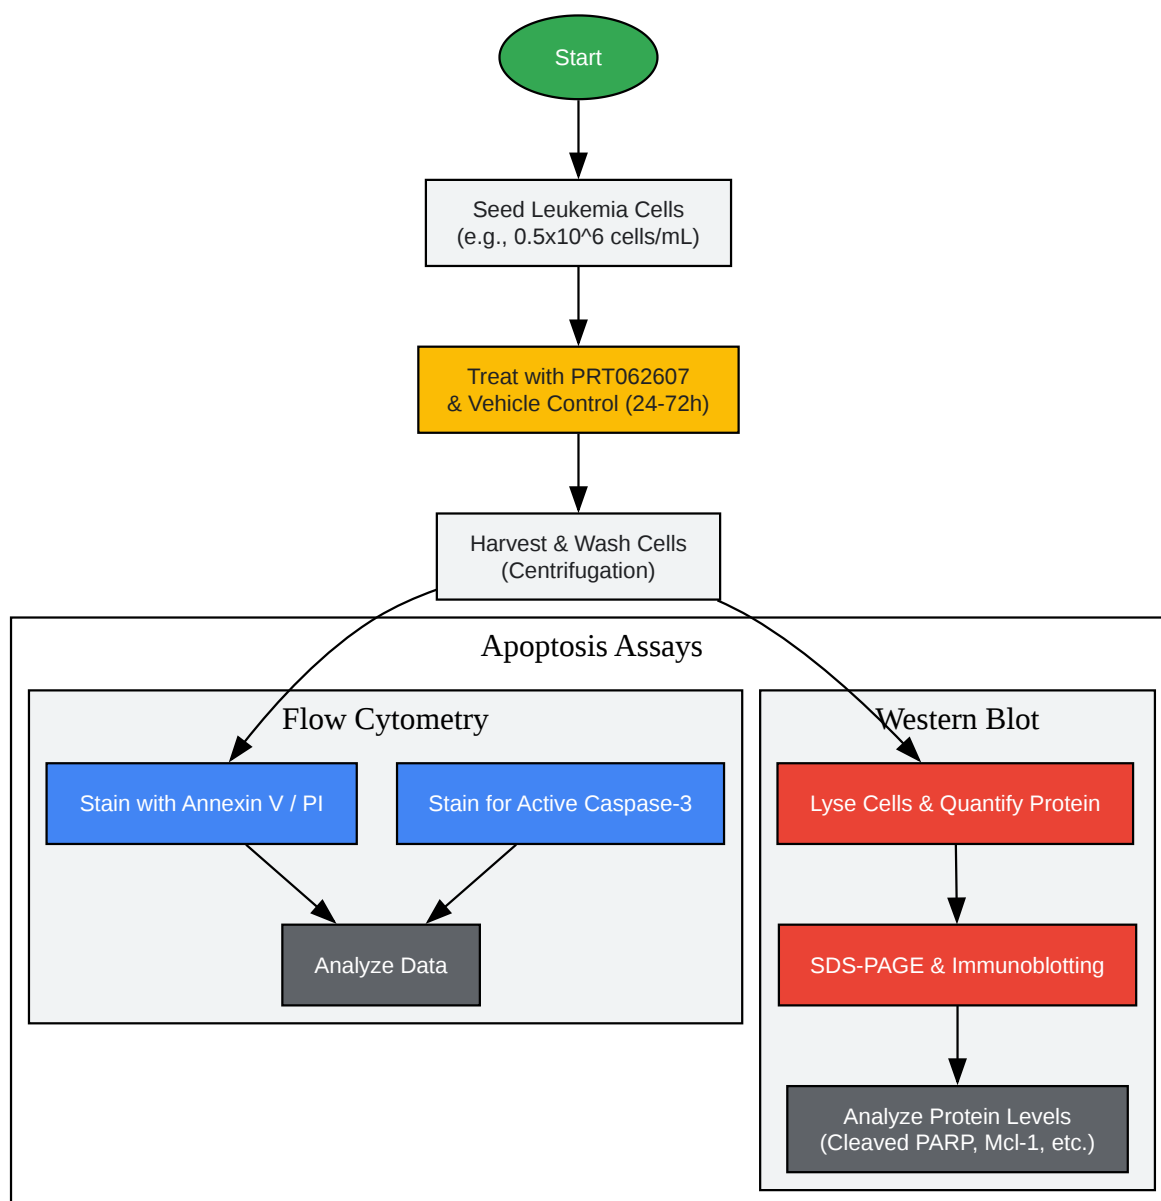 Start
Seed Leukemia Cells
(e.g., 0.5x10^6 cells/mL)
Treat with PRT062607
& Vehicle Control (24-72h)
Harvest & Wash Cells
(Centrifugation)
Apoptosis Assays
Flow Cytometry
Western Blot
Stain with Annexin V / PI
Stain for Active Caspase-3
Lyse Cells & Quantify Protein
Analyze Data
SDS-PAGE & Immunoblotting
Analyze Protein Levels
(Cleaved PARP, Mcl-1, etc.)